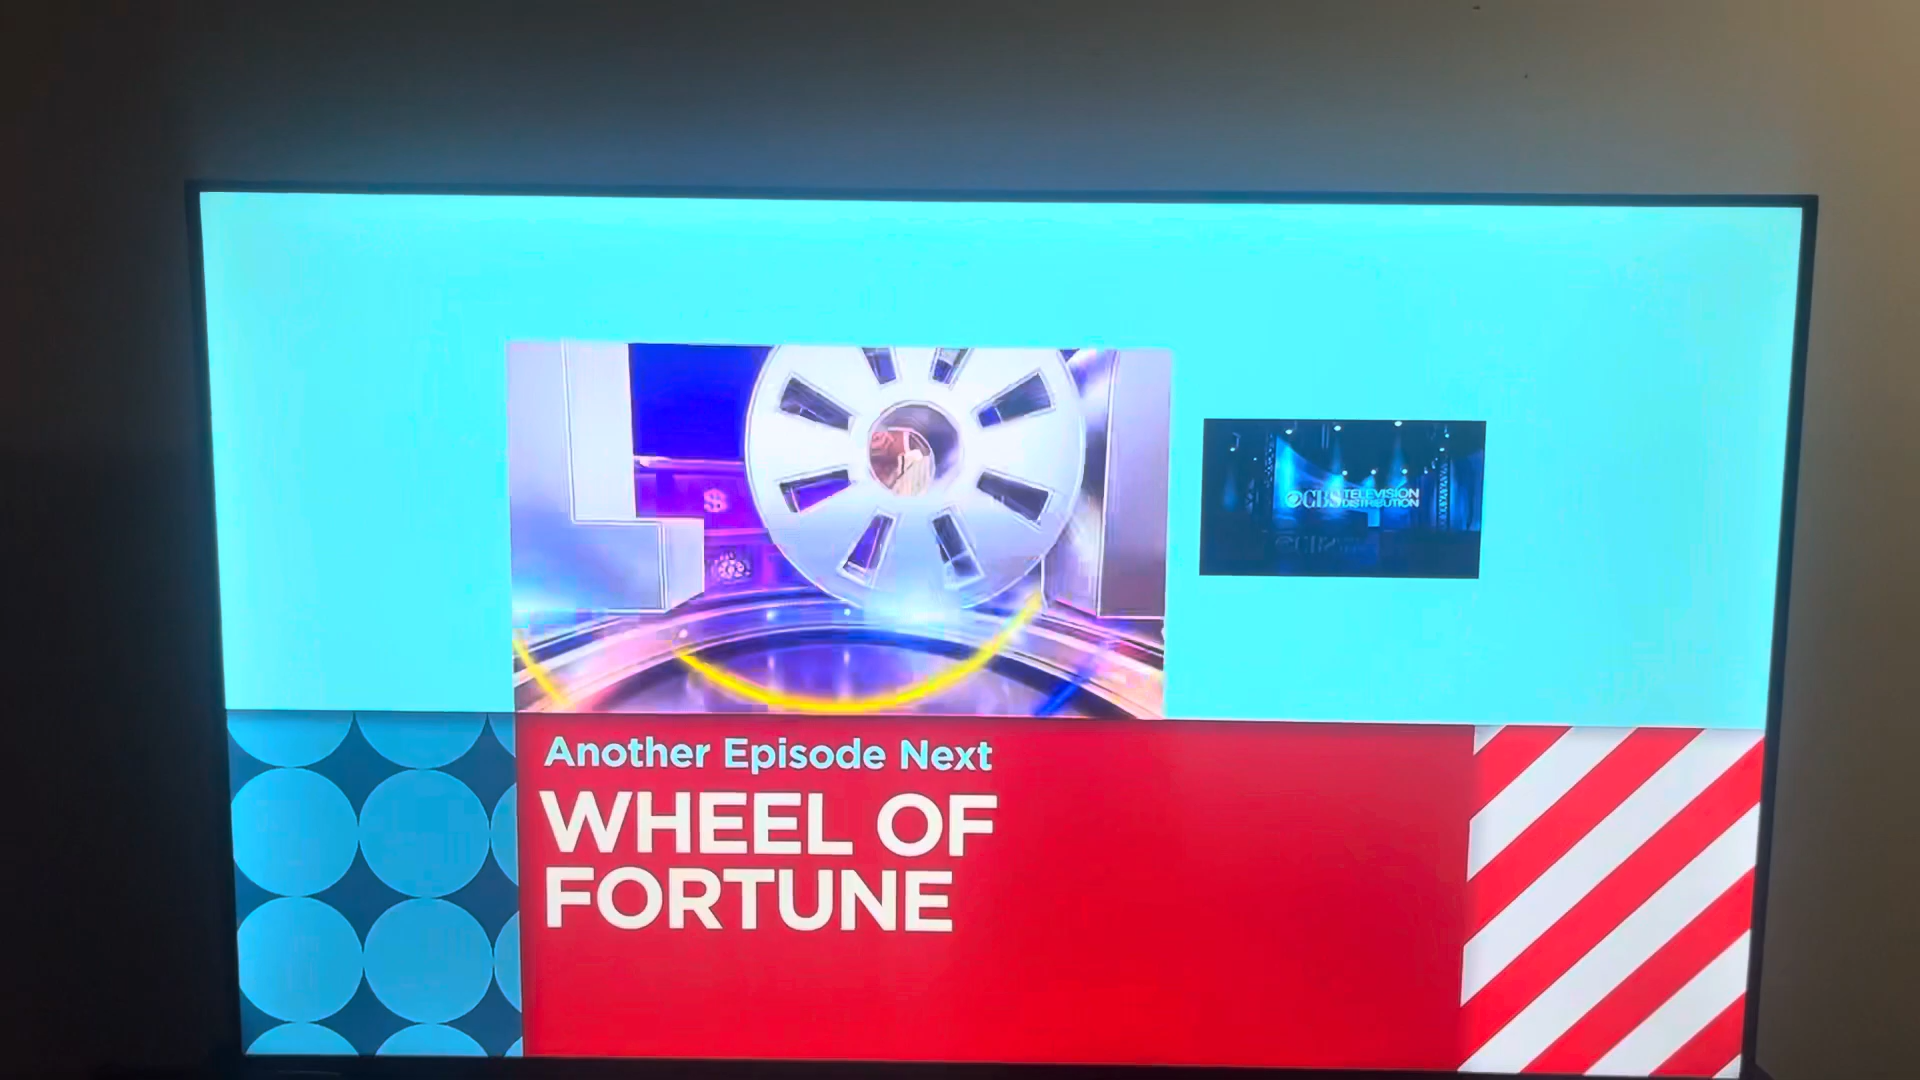 $
CBS TELEVISION
DISTRIBUTION
Another Episode Next
WHEEL OF
FORTUNE